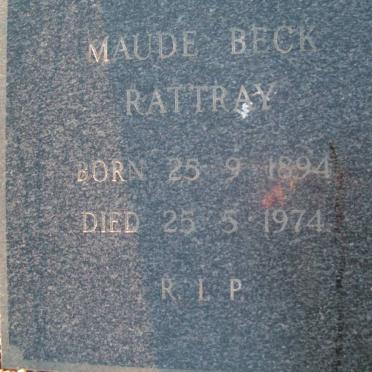 MAUDE BECK
RATTRAY
BORN 25 9 1894
DIED 25 5 1974.
R. I. P.